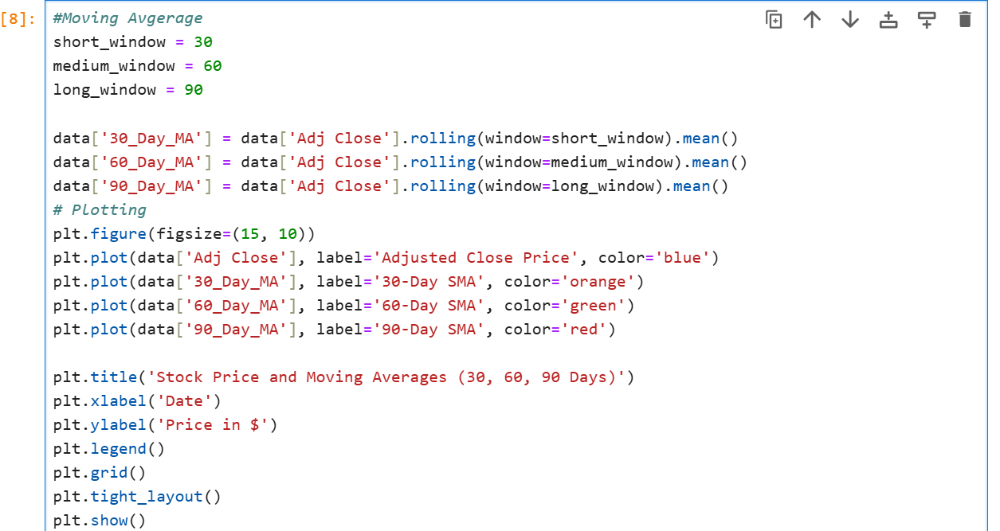 [8]:
#Moving Avgerage
short_window = 30
medium_window = 60
long_window = 90
data['30_Day_MA'] = data['Adj Close'].rolling(window=short_window).mean()
data['60_Day_MA'] = data['Adj Close'].rolling(window=medium_window).mean()
data['90_Day_MA'] = data['Adj Close'].rolling(window=long_window).mean()
# Plotting
plt.figure(figsize=(15, 10))
plt.plot(data['Adj Close'], label='Adjusted Close Price', color='blue')
plt.plot(data['30_Day_MA'], label='30-Day SMA', color='orange')
plt.plot(data['60_Day_MA'], label='60-Day SMA', color='green')
plt.plot(data['90_Day_MA'], label='90-Day SMA', color='red')
plt.title('Stock Price and Moving Averages (30, 60, 90 Days)')
plt.xlabel('Date')
plt.ylabel('Price in $')
plt.legend()
plt.grid()
plt.tight_layout()
plt.show()